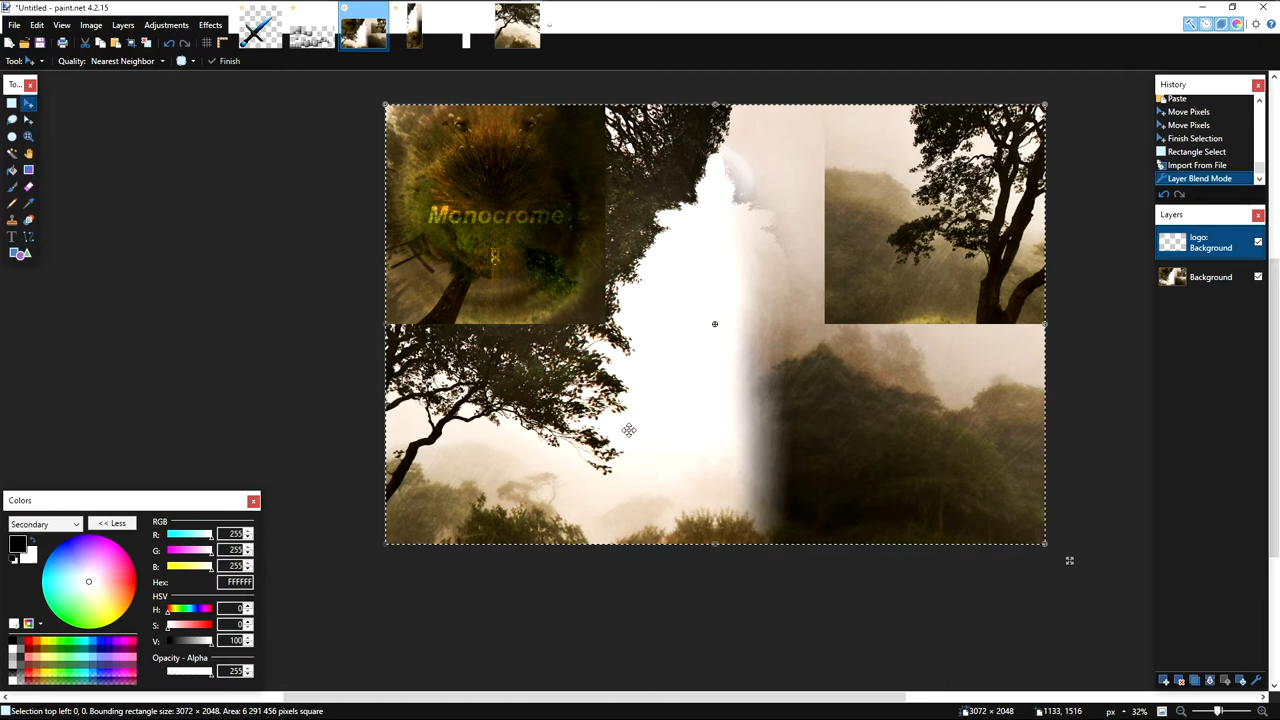 *Untitled - paint.net 4.2.15
File Edit View Image Layers Adjustments Effects
Tool: Quality: Nearest Neighbor Finish
To...
History
Paste
Move Pixels
Move Pixels
Finish Selection
Rectangle Select
Import From File
Layer Blend Mode
Layers
logo:
Background
Background
Monocrome
Colors
Secondary << Less
RGB
R: 255
G: 255
B: 255
Hex: FFFFFF
HSV
H: 0
S: 0
V: 100
Opacity - Alpha
255
Selection top left: 0, 0. Bounding rectangle size: 3072 × 2048. Area: 6 291 456 pixels square
3072 × 2048 1133, 1516 px 32%